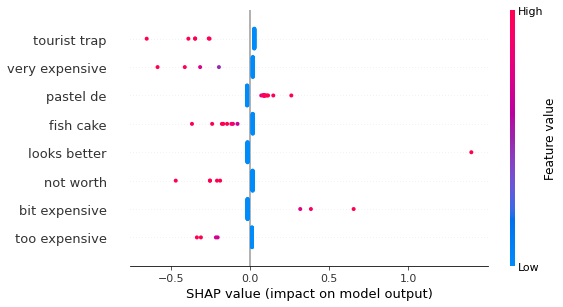 High
tourist trap
very expensive
pastel de
fish cake
looks better
not worth
bit expensive
too expensive
Feature value
Low
−0.5 0.0 0.5 1.0
SHAP value (impact on model output)